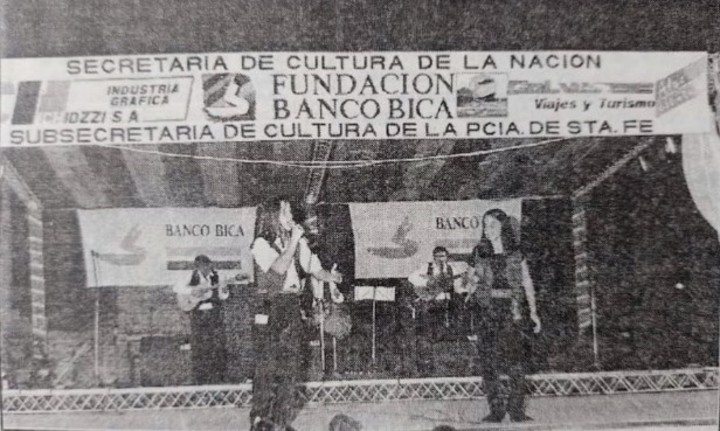 SECRETARIA DE CULTURA DE LA NACION
INDUSTRIA
GRAFICA
IOZZI S.A
FUNDACION
BANCO BICA
Viajes y Turismo
SUBSECRETARIA DE CULTURA DE LA PCIA. DE STA. FE
BANCO BICA
BANCO